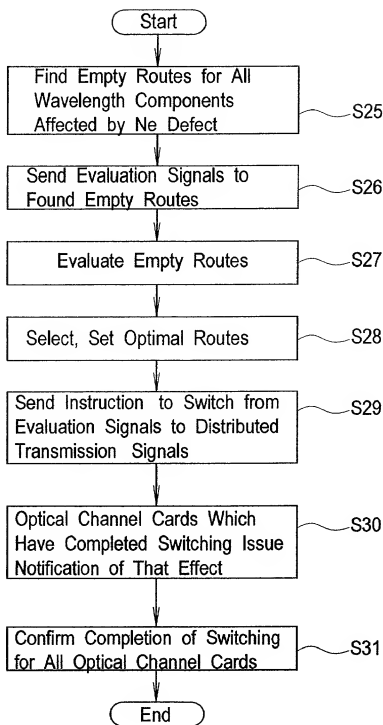 Start
Find Empty Routes for All
Wavelength Components
Affected by Ne Defect
S25
Send Evaluation Signals to
Found Empty Routes
S26
Evaluate Empty Routes
S27
Select, Set Optimal Routes
S28
Send Instruction to Switch from
Evaluation Signals to Distributed
Transmission Signals
S29
Optical Channel Cards Which
Have Completed Switching Issue
Notification of That Effect
S30
Confirm Completion of Switching
for All Optical Channel Cards
S31
End